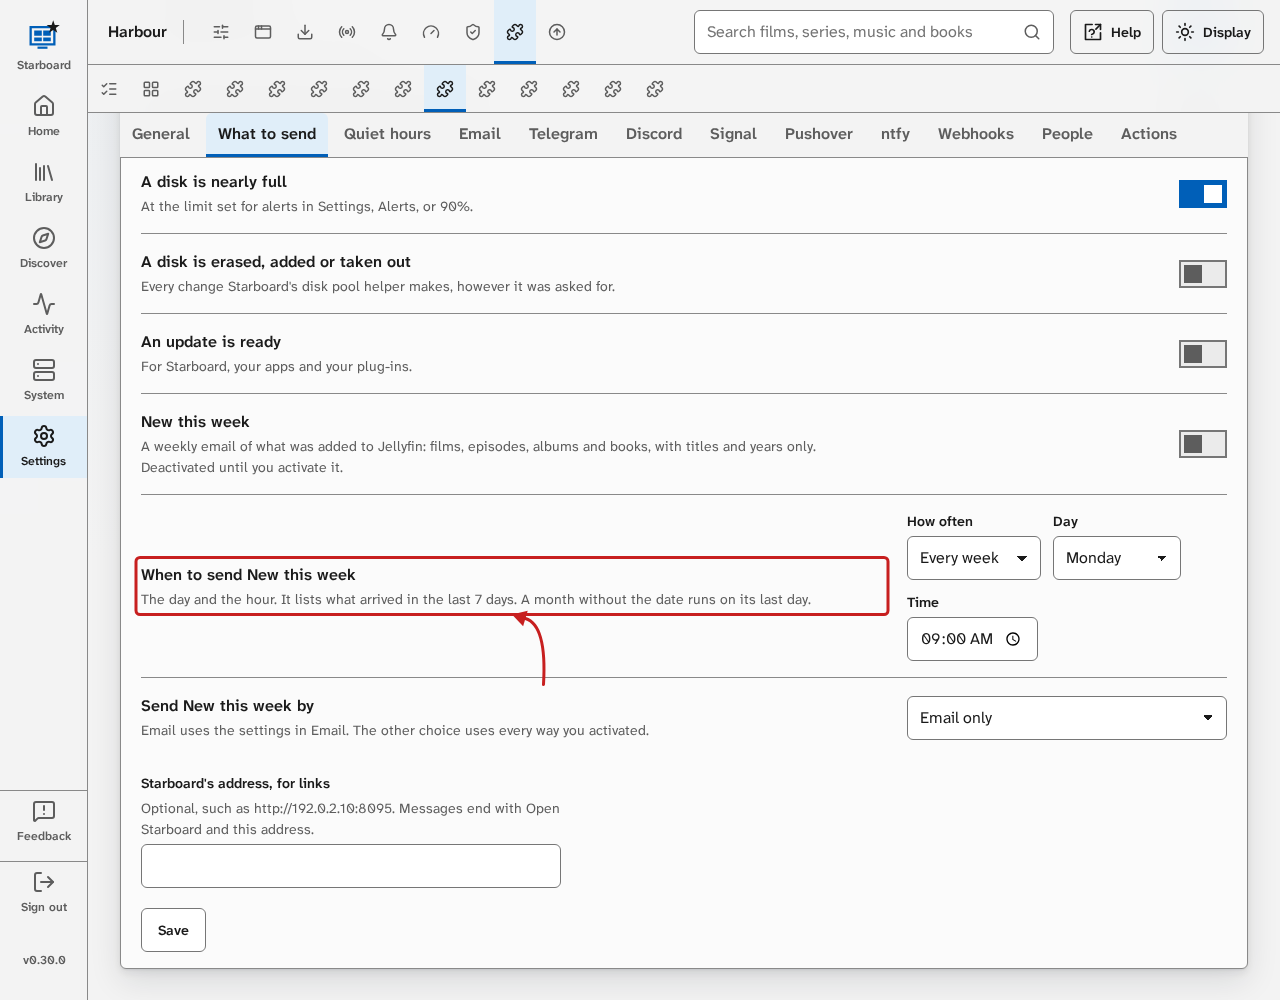 Starboard
Home
Library
Discover
Activity
System
Settings
Feedback
Sign out
v0.30.0
Harbour
Search films, series, music and books
Help
Display
General
What to send
Quiet hours
Email
Telegram
Discord
Signal
Pushover
ntfy
Webhooks
People
Actions
A disk is nearly full
At the limit set for alerts in Settings, Alerts, or 90%.
A disk is erased, added or taken out
Every change Starboard's disk pool helper makes, however it was asked for.
An update is ready
For Starboard, your apps and your plug-ins.
New this week
A weekly email of what was added to Jellyfin: films, episodes, albums and books, with titles and years only.
Deactivated until you activate it.
When to send New this week
The day and the hour. It lists what arrived in the last 7 days. A month without the date runs on its last day.
How often
Every week
Day
Monday
Time
09:00 AM
Send New this week by
Email uses the settings in Email. The other choice uses every way you activated.
Email only
Starboard's address, for links
Optional, such as http://192.0.2.10:8095. Messages end with Open
Starboard and this address.
Save